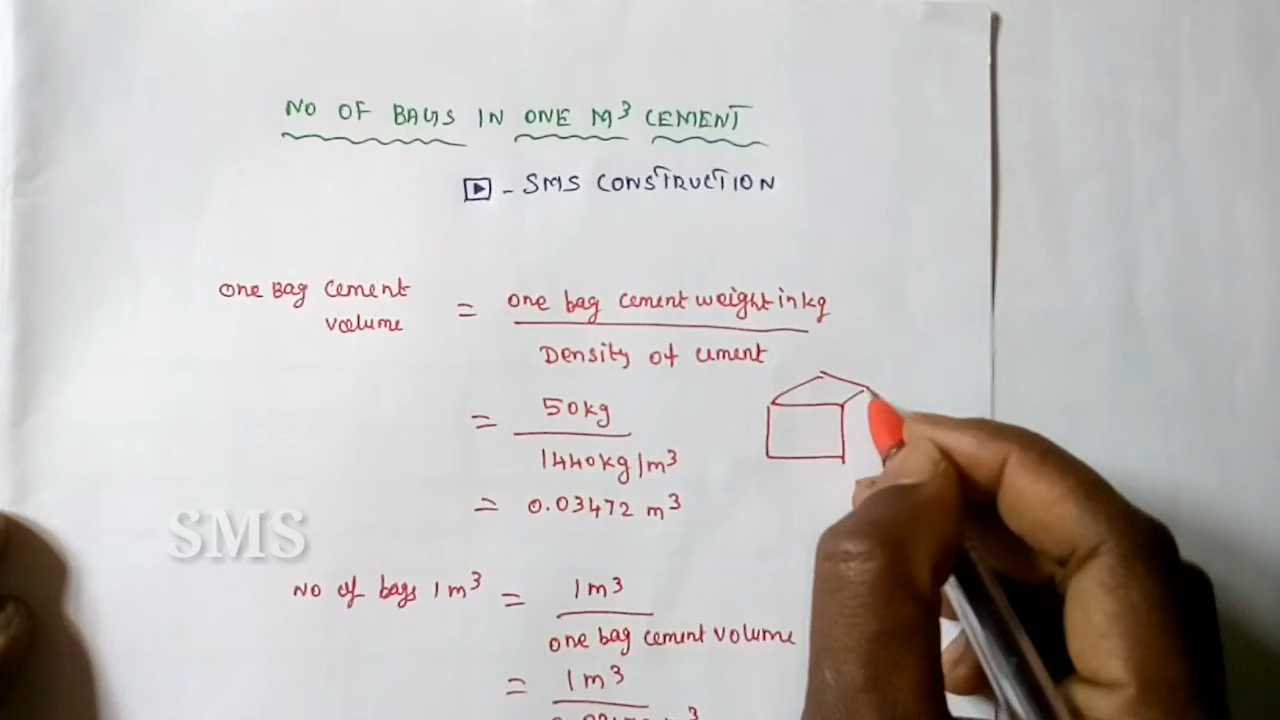 NO OF BAGS IN ONE M³ CEMENT
- SMS CONSTRUCTION
One Bag Cement volume = one bag cement weight in kg
Density of cement
= 50kg
1440kg/m³
= 0.03472 m³
SMS
NO of bags 1m³ = 1m³
one bag cement volume
= 1m³